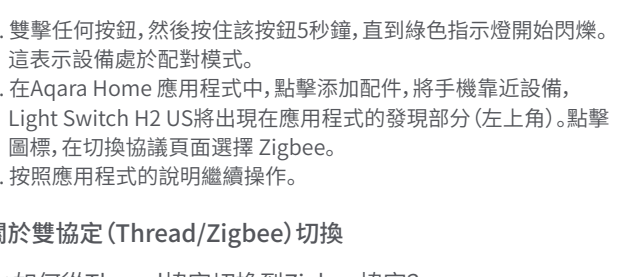 . 雙擊任何按鈕，然後按住該按鈕5秒鐘，直到綠色指示燈開始閃爍。
這表示設備處於配對模式。
. 在Aqara Home 應用程式中，點擊添加配件，將手機靠近設備，
Light Switch H2 US將出現在應用程式的發現部分（左上角）。點擊
圖標，在切換協議頁面選擇 Zigbee。
. 按照應用程式的說明繼續操作。
關於雙協定（Thread/Zigbee）切換